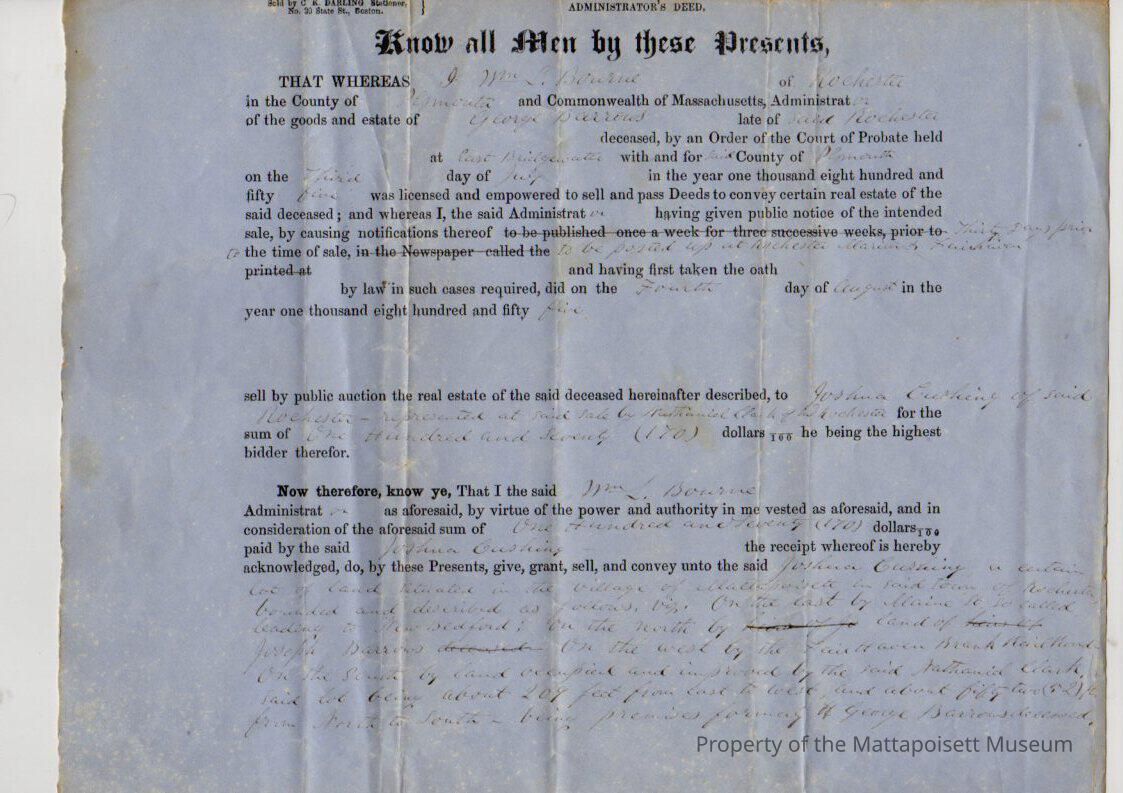 Sold by C. K. DARLING Stationer,
No. 20 State St., Boston.
ADMINISTRATOR'S DEED.
Know all Men by these Presents,
THAT WHEREAS I Wm L. Bourne of Rochester
in the County of Plymouth and Commonwealth of Massachusetts, Administrator
of the goods and estate of George Barrows late of said Rochester
deceased, by an Order of the Court of Probate held
at East Bridgewater with and for said County of Plymouth
on the Third day of July in the year one thousand eight hundred and
fifty five was licensed and empowered to sell and pass Deeds to convey certain real estate of the
said deceased; and whereas I, the said Administrator having given public notice of the intended
sale, by causing notifications thereof to be published once a week for three successive weeks, prior to Thirty days prior
to the time of sale, in the Newspaper called the to be posted up at Rochester Marion & Fairhaven
printed at and having first taken the oath
by law in such cases required, did on the Fourth day of August in the
year one thousand eight hundred and fifty five
sell by public auction the real estate of the said deceased hereinafter described, to Joshua Cushing of said
Rochester – represented at said sale by Nathaniel Clark of Rochester for the
sum of One Hundred and Seventy (170) dollars 100 he being the highest
bidder therefor.
Now therefore, know ye, That I the said Wm L. Bourne
Administrator as aforesaid, by virtue of the power and authority in me vested as aforesaid, and in
consideration of the aforesaid sum of One Hundred and Seventy (170) dollars 100
paid by the said Joshua Cushing the receipt whereof is hereby
acknowledged, do, by these Presents, give, grant, sell, and convey unto the said Joshua Cushing a certain
lot of land situated in the village of Mattapoisett in said town of Rochester
bounded and described as follows, viz: On the east by Maine St so called
leading to New Bedford; On the north by land of
Joseph Barrows deceased On the west by the Fairhaven Brank Rail Road
On the South by land occupied and improved by the said Nathaniel Clark,
said lot being about 209 feet from east to west, and about fifty two (52) ft
from North to South – being premises formerly of George Barrows deceased.
Property of the Mattapoisett Museum